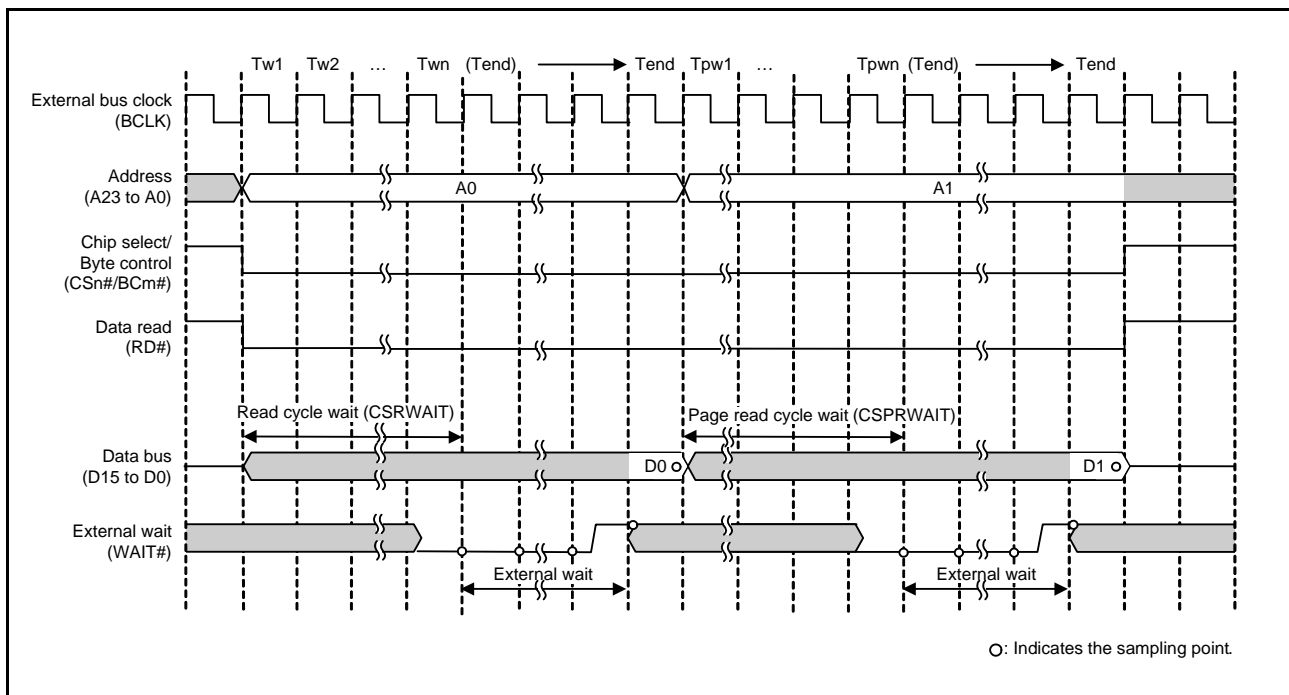 Tw1 Tw2 … Twn (Tend) Tend Tpw1 … Tpwn (Tend) Tend
External bus clock
(BCLK)
Address
(A23 to A0)
A0 A1
Chip select/
Byte control
(CSn#/BCm#)
Data read
(RD#)
Read cycle wait (CSRWAIT) Page read cycle wait (CSPRWAIT)
Data bus
(D15 to D0)
D0 D1
External wait
(WAIT#)
External wait External wait
: Indicates the sampling point.